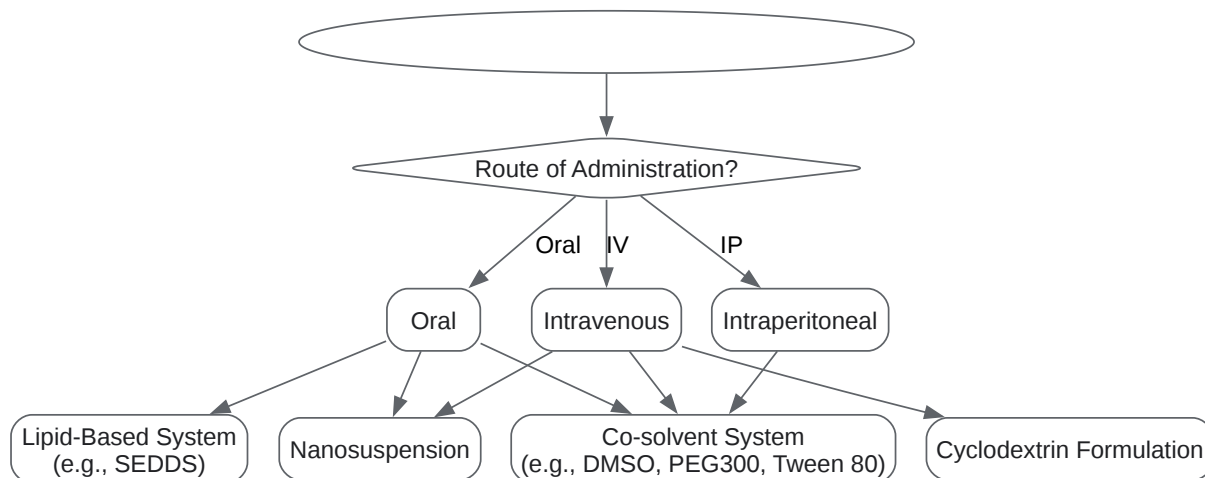 Route of Administration?
Oral
IV
IP
Oral
Intravenous
Intraperitoneal
Lipid-Based System
(e.g., SEDDS)
Nanosuspension
Co-solvent System
(e.g., DMSO, PEG300, Tween 80)
Cyclodextrin Formulation